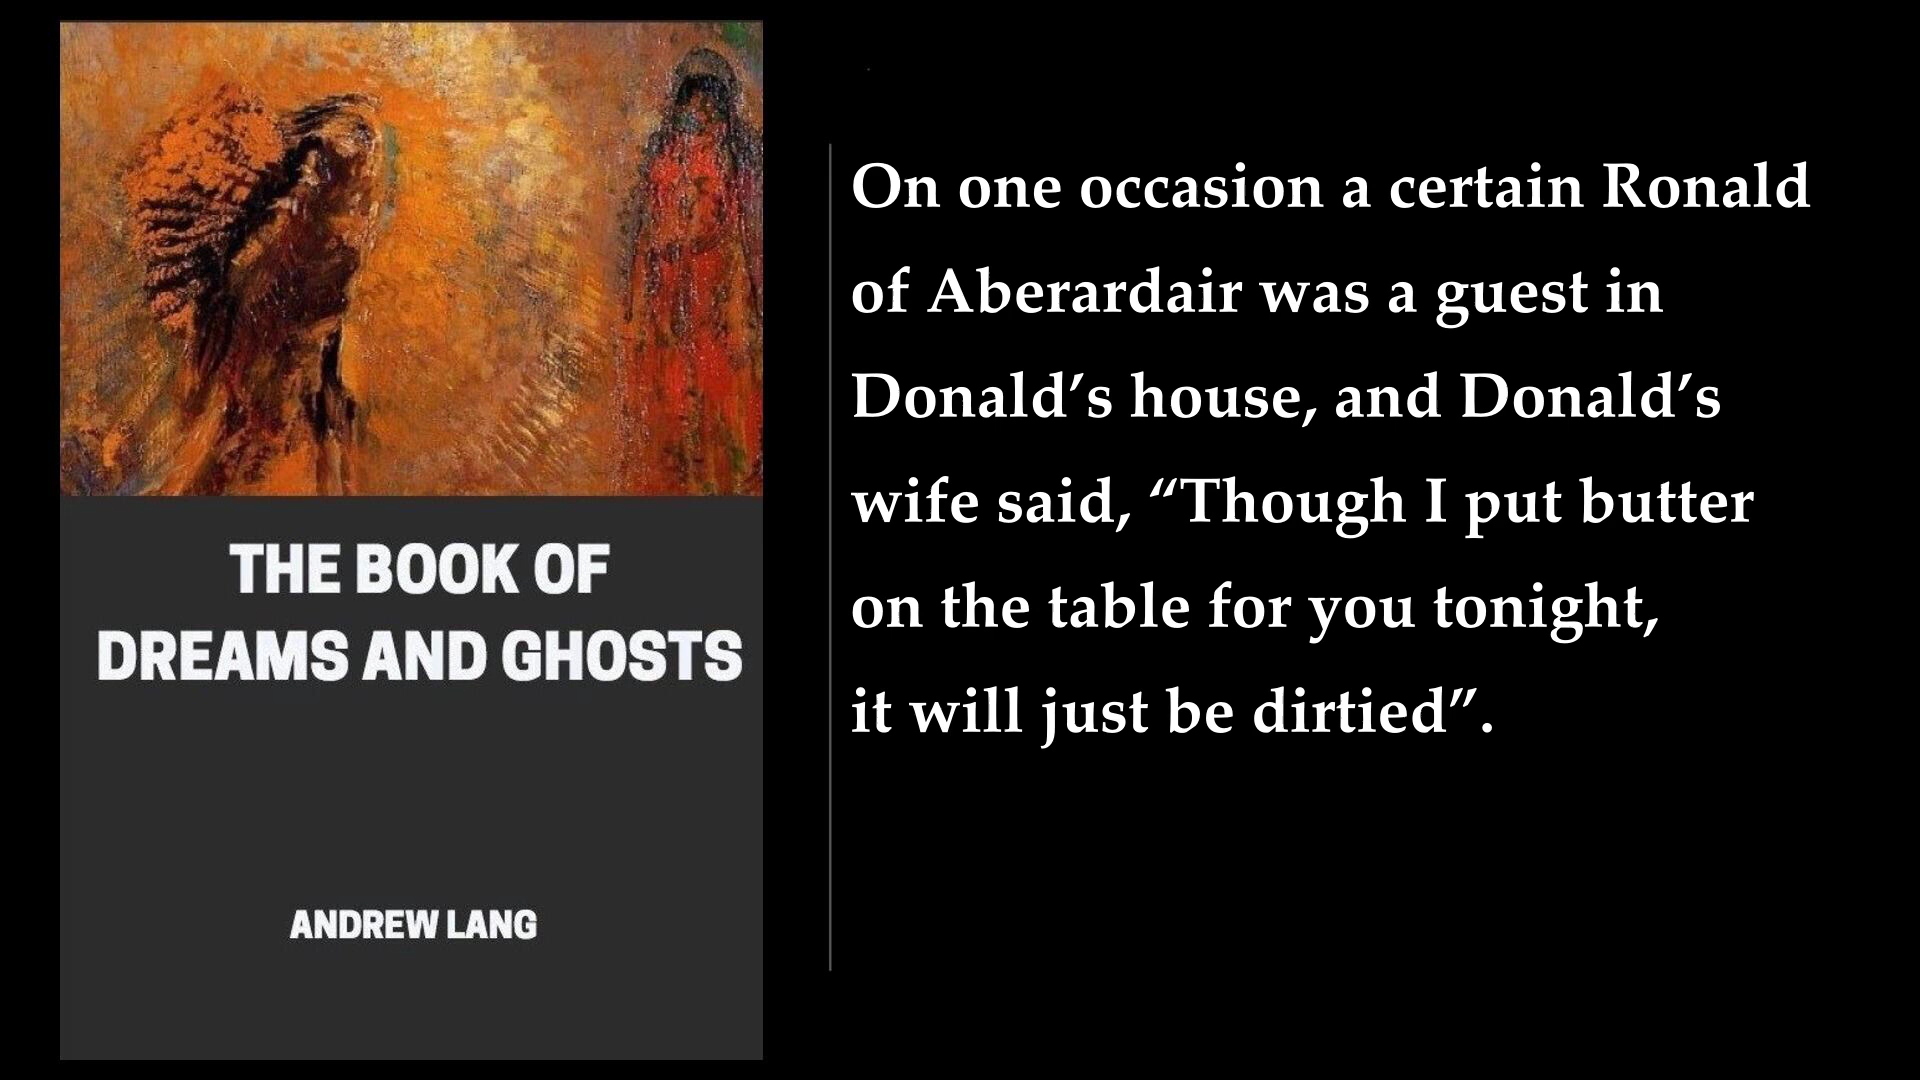 THE BOOK OF
DREAMS AND GHOSTS
ANDREW LANG
On one occasion a certain Ronald
of Aberardair was a guest in
Donald’s house, and Donald’s
wife said, “Though I put butter
on the table for you tonight,
it will just be dirtied”.